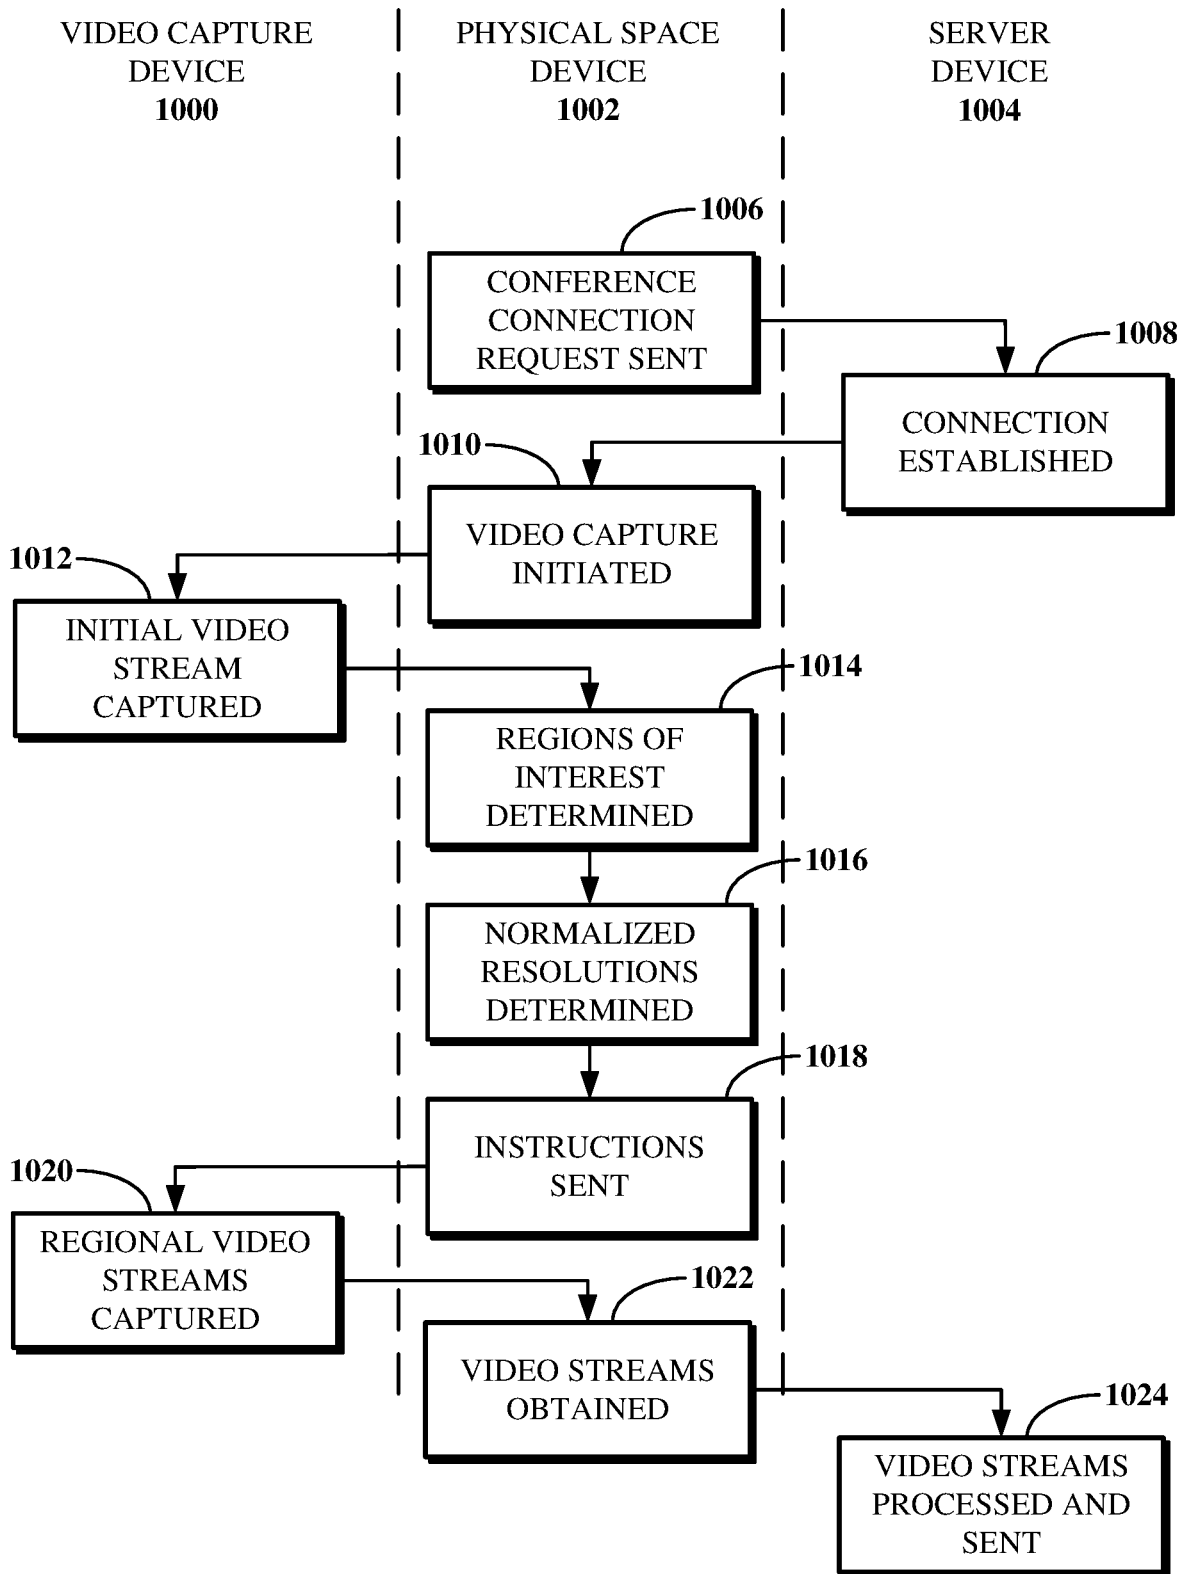 VIDEO CAPTURE
DEVICE
1000
PHYSICAL SPACE
DEVICE
1002
SERVER
DEVICE
1004
1006
CONFERENCE
CONNECTION
REQUEST SENT
1008
CONNECTION
ESTABLISHED
1010
VIDEO CAPTURE
INITIATED
1012
INITIAL VIDEO
STREAM
CAPTURED
1014
REGIONS OF
INTEREST
DETERMINED
1016
NORMALIZED
RESOLUTIONS
DETERMINED
1018
INSTRUCTIONS
SENT
1020
REGIONAL VIDEO
STREAMS
CAPTURED
1022
VIDEO STREAMS
OBTAINED
1024
VIDEO STREAMS
PROCESSED AND
SENT